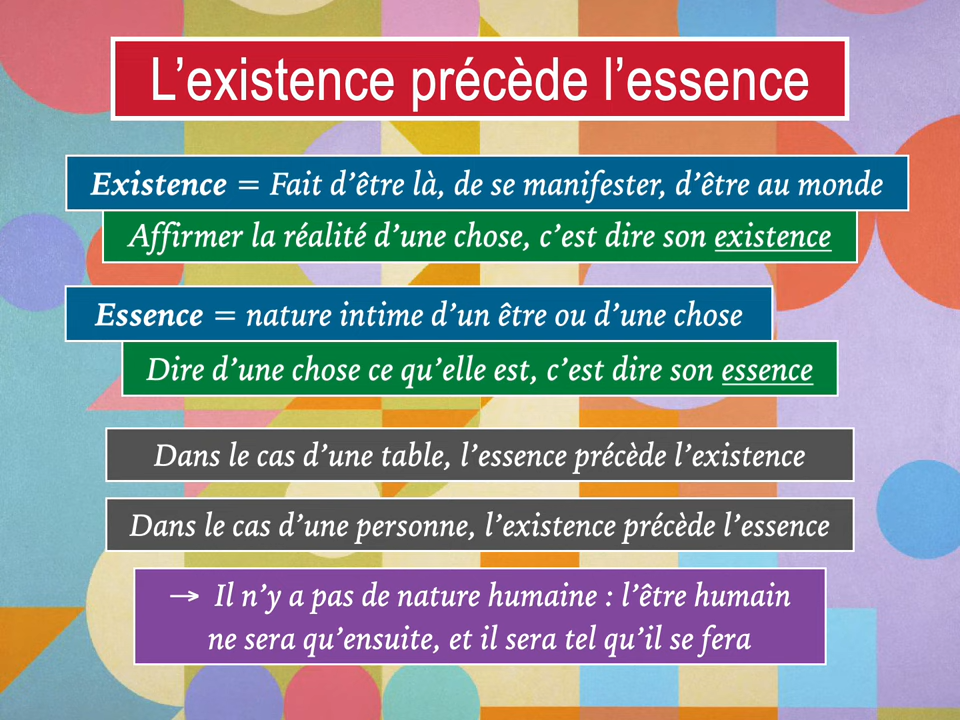 L’existence précède l’essence
Existence = Fait d’être là, de se manifester, d’être au monde
Affirmer la réalité d’une chose, c’est dire son existence
Essence = nature intime d’un être ou d’une chose
Dire d’une chose ce qu’elle est, c’est dire son essence
Dans le cas d’une table, l’essence précède l’existence
Dans le cas d’une personne, l’existence précède l’essence
→ Il n’y a pas de nature humaine : l’être humain
ne sera qu’ensuite, et il sera tel qu’il se fera